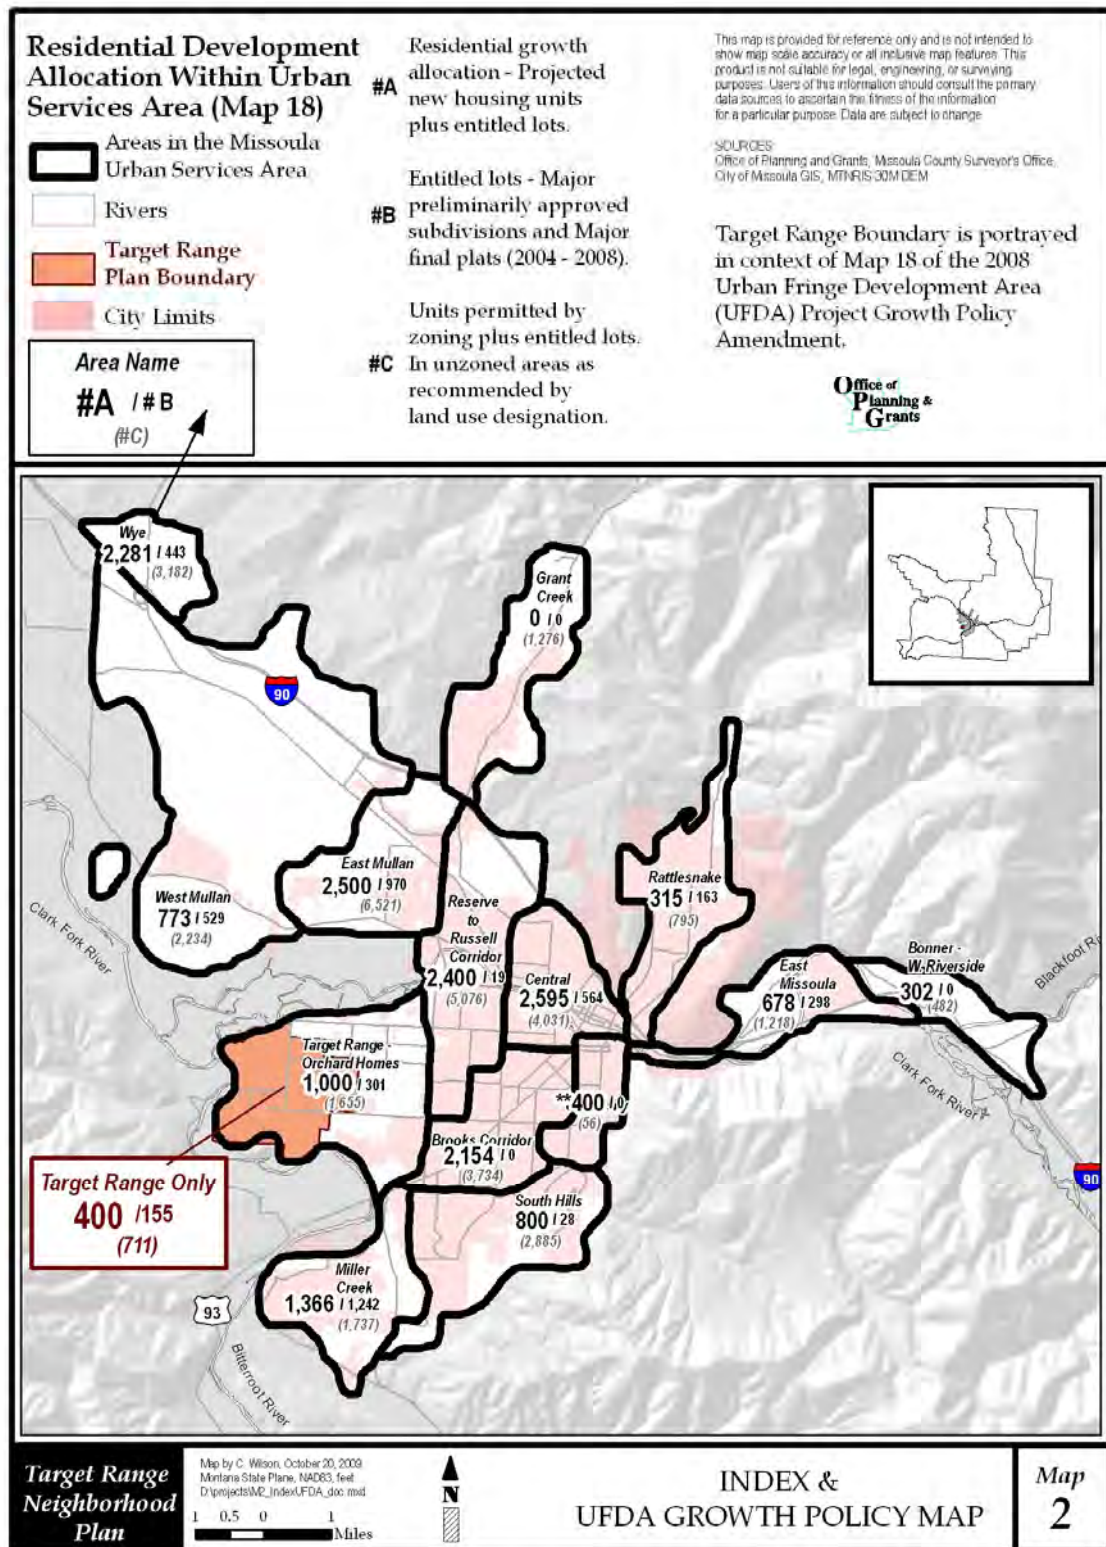 Residential Development
Allocation Within Urban
Services Area (Map 18)
Areas in the Missoula
Urban Services Area
Rivers
Target Range
Plan Boundary
City Limits
Area Name
#A / #B
(#C)
#A
Residential growth
allocation - Projected
new housing units
plus entitled lots.
#B
Entitled lots - Major
preliminarily approved
subdivisions and Major
final plats (2004 - 2008).
#C
Units permitted by
zoning plus entitled lots.
In unzoned areas as
recommended by
land use designation.
This map is provided for reference only and is not intended to
show map scale accuracy or all inclusive map features. This
product is not suitable for legal, engineering, or surveying
purposes. Users of this information should consult the primary
data sources to ascertain the fitness of the information
for a particular purpose. Data are subject to change
SOURCES:
Office of Planning and Grants, Missoula County Surveyor's Office,
City of Missoula GIS, MTNRIS 30M DEM
Target Range Boundary is portrayed
in context of Map 18 of the 2008
Urban Fringe Development Area
(UFDA) Project Growth Policy
Amendment.
Office of
Planning &
Grants
Wye
2,281 / 443
(3,182)
Grant
Creek
0 / 0
(1,276)
90
East Mullan
2,500 / 970
(6,521)
West Mullan
773 / 529
(2,234)
Clark Fork River
Reserve
to
Russell
Corridor
2,400 / 19
(5,076)
Rattlesnake
315 / 163
(795)
Central
2,595 / 564
(4,031)
East
Missoula
678 / 298
(1,218)
Bonner -
W. Riverside
302 / 0
(482)
Blackfoot Ri
Clark Fork River
Target Range -
Orchard Homes
1,000 / 301
(1,655)
**400 / 0
(56)
Brooks Corridor
2,154 / 0
(3,734)
90
Target Range Only
400 /155
(711)
South Hills
800 / 28
(2,885)
Miller
Creek
1,366 / 1,242
(1,737)
93
Bitterroot River
Target Range
Neighborhood
Plan
Map by C. Wilson, October 20, 2009
Montana State Plane, NAD83, feet
D:\projects\M2_IndexUFDA_doc.mxd
1 0.5 0 1
Miles
N
INDEX &
UFDA GROWTH POLICY MAP
Map
2